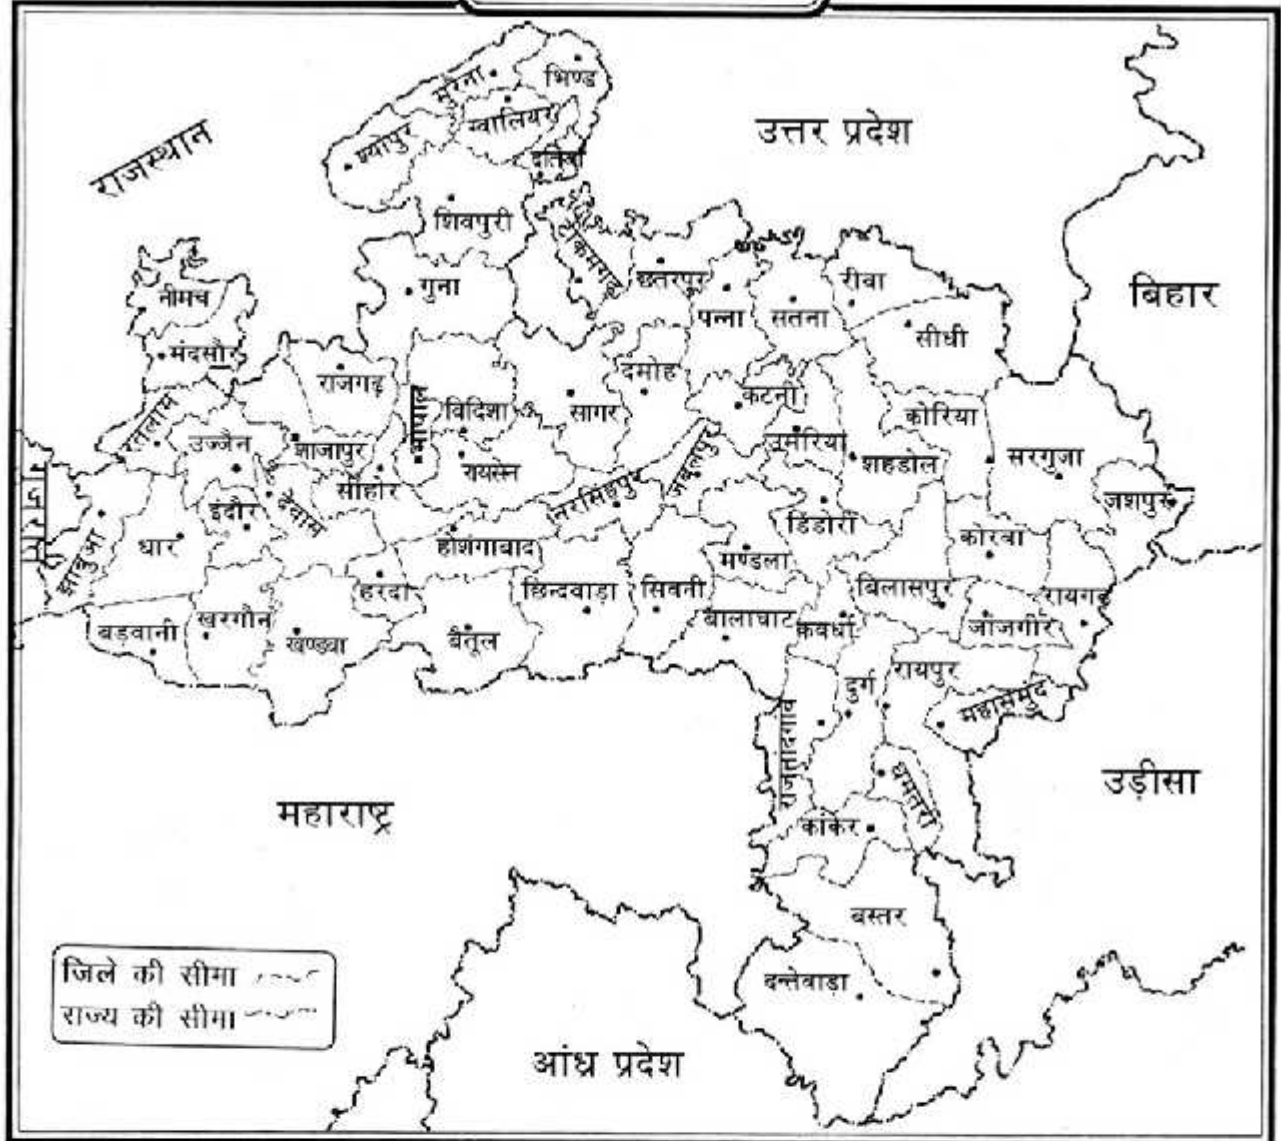 मुरैना
भिण्ड
ग्वालियर
श्योपुर
दतिया
राजस्थान
उत्तर प्रदेश
शिवपुरी
टीकमगढ़
गुना
छतरपुर
पन्ना
सतना
रीवा
सीधी
बिहार
नीमच
मंदसौर
रतलाम
राजगढ़
भोपाल
विदिशा
सागर
दमोह
कटनी
कोरिया
सरगुजा
जशपुर
उज्जैन
शाजापुर
सीहोर
रायसेन
नरसिंहपुर
जबलपुर
उमरिया
शहडोल
झाबुआ
धार
इंदौर
देवास
होशंगाबाद
हरदा
डिंडोरी
मण्डला
कोरवा
बड़वानी
खरगौन
खण्ड्वा
बैतूल
छिन्दवाड़ा
सिवनी
बालाघाट
कवर्धा
बिलासपुर
जांजगीर
रायगढ़
राजनांदगांव
दुर्ग
रायपुर
महासमुंद
धमतरी
कांकेर
महाराष्ट्र
उड़ीसा
बस्तर
दन्तेवाड़ा
जिले की सीमा
राज्य की सीमा
आंध्र प्रदेश